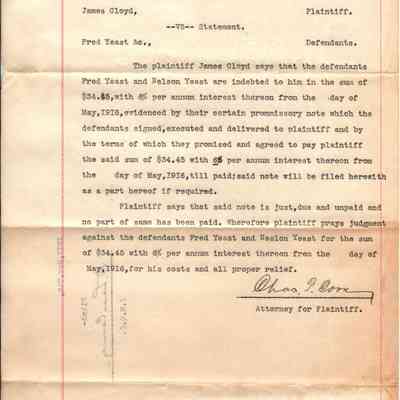 James Cloyd,                    Plaintiff.
--VS-- Statement.
Fred Yeast &c.,                 Defendants.
The plaintiff James Cloyd says that the defendants
Fred Yeast and Welson Yeast are indebted to him in the sum of
$34.45,with 6% per annum interest thereon from the   day of
May,1916,evidenced by their certain prommissory note which the
defendants signed,executed and delivered to plaintiff and by
the terms of which they promised and agreed to pay plaintiff
the said sum of $34.45 with 6% per annum interest thereon from
the   day of May,1916,till paid;said note will be filed herewith
as a part hereof if required.
Plaintiff says that said note is just,due and unpaid and
no part of same has been paid. Wherefore plaintiff prays judgment
against the defendants Fred Yeast and Weslon Yeast for the sum
of $34.45 with 6% per annum interest thereon from the   day of
May,1916,for his costs and all proper relief.
Attorney for Plaintiff.